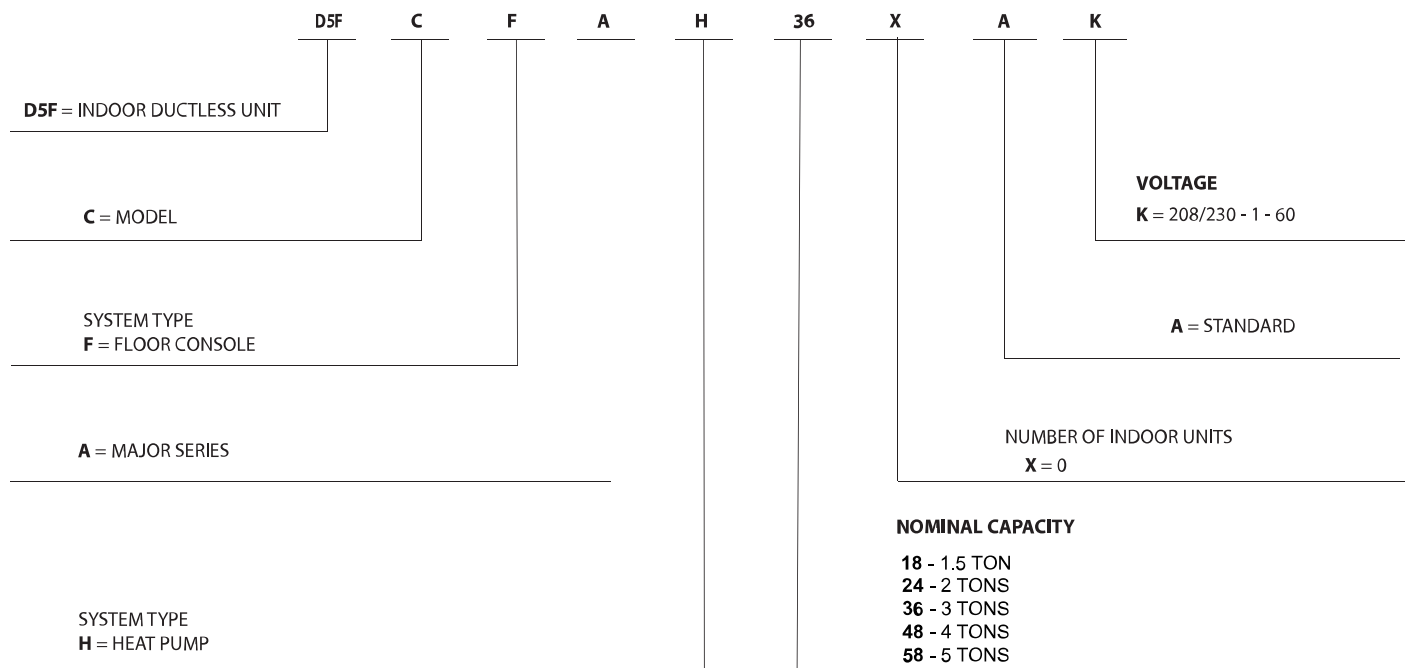 D5F C F A H 36 X A K
D5F = INDOOR DUCTLESS UNIT
VOLTAGE
K = 208/230 - 1 - 60
C = MODEL
SYSTEM TYPE
F = FLOOR CONSOLE
A = STANDARD
A = MAJOR SERIES
NUMBER OF INDOOR UNITS
X = 0
NOMINAL CAPACITY
18 - 1.5 TON
24 - 2 TONS
36 - 3 TONS
48 - 4 TONS
58 - 5 TONS
SYSTEM TYPE
H = HEAT PUMP